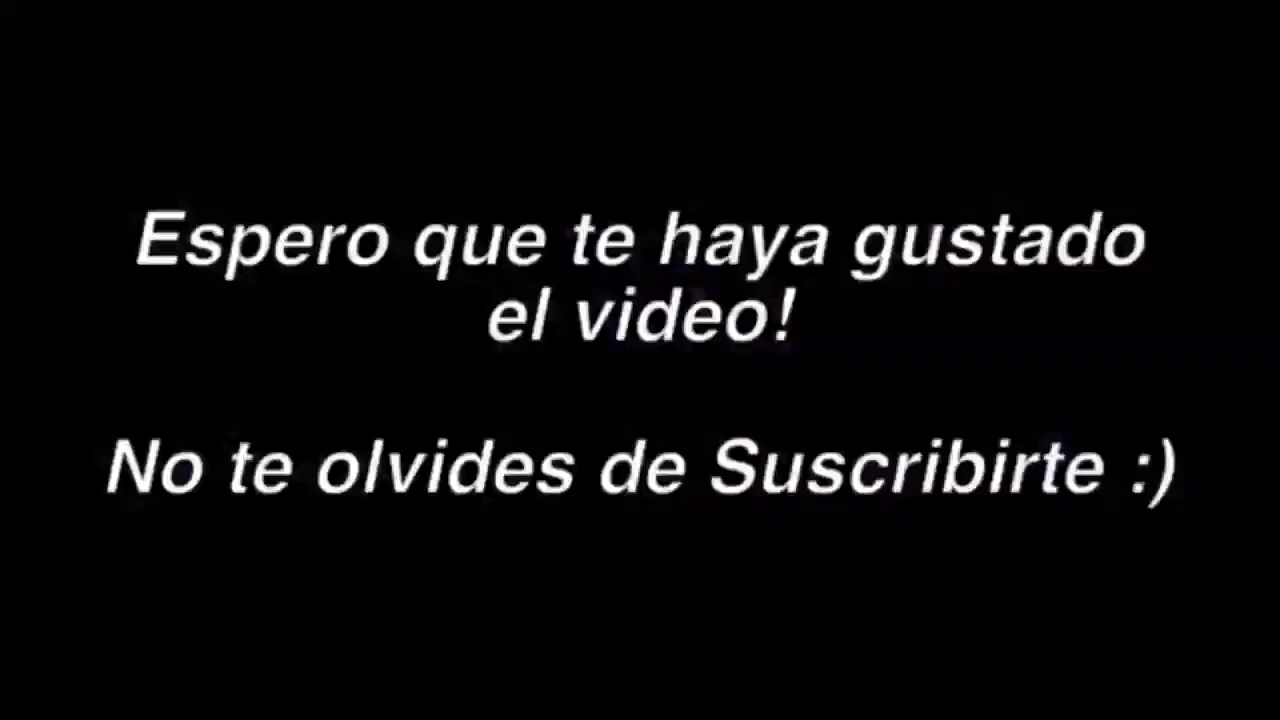 Espero que te haya gustado
el video!
No te olvides de Suscribirte :)